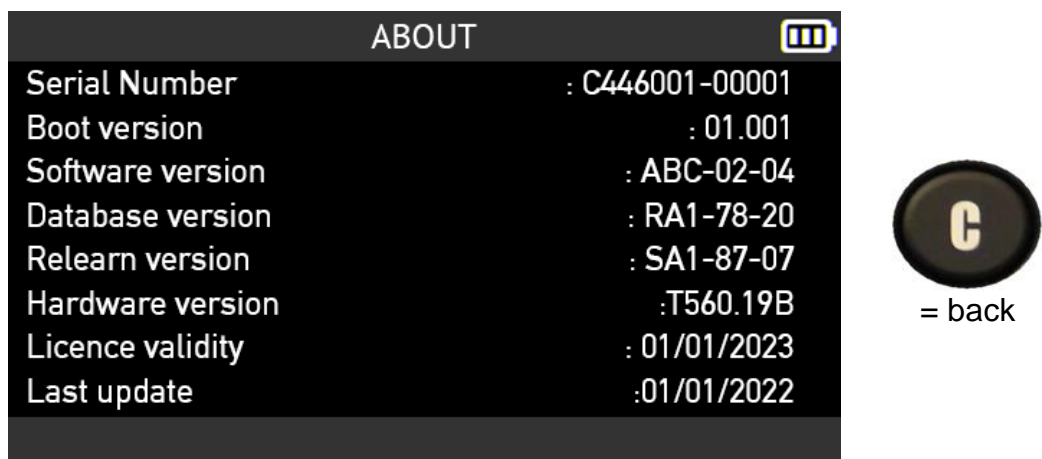 ABOUT
Serial Number : C446001-00001
Boot version : 01.001
Software version : ABC-02-04
Database version : RA1-78-20
Relearn version : SA1-87-07
Hardware version :T560.19B
Licence validity : 01/01/2023
Last update :01/01/2022
C
= back